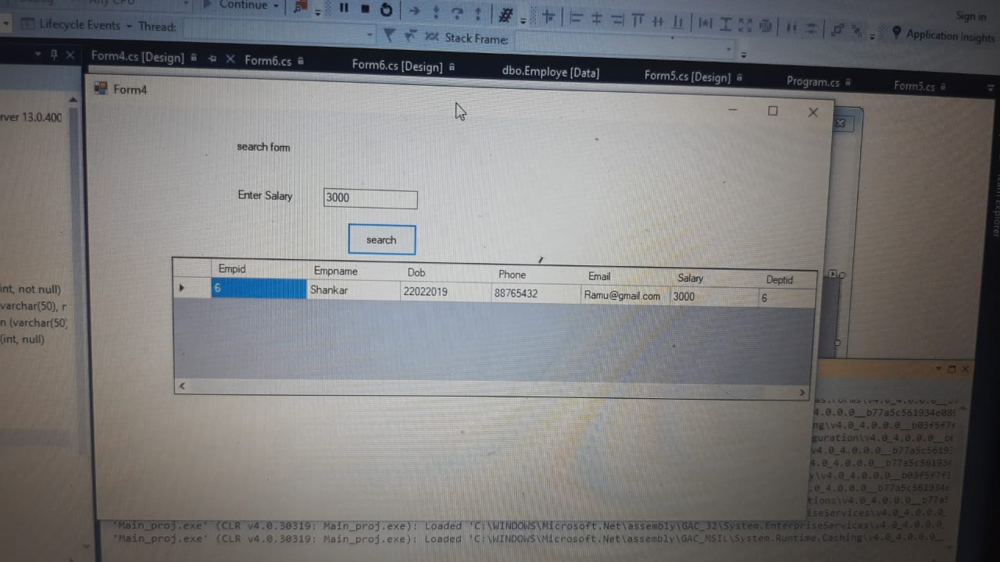 Continue
Sign in
Lifecycle Events
Thread:
Stack Frame:
Application Insights
Form4.cs [Design]
Form6.cs
Form6.cs [Design]
dbo.Employe [Data]
Form5.cs [Design]
Program.cs
Form5.cs
Form4
rver 13.0.400
search form
Enter Salary
3000
search
Empid Empname Dob Phone Email Salary Deptid
6 Shankar 22022019 88765432 Ramu@gmail.com 3000 6
int, not null)
varchar(50), r
n (varchar(50)
(int, null)
4.0.0.0__b77a5c561934e089
ng\v4.0_4.0.0.0__b03f5f7f
guration\v4.0_4.0.0.0__b
v4.0_4.0.0.0__b77a5c5619
4.0_4.0.0.0__b77a5c56193
y\v4.0_4.0.0.0__b03f5f7f
.0_4.0.0.0__b77a5c561934
tions\v4.0_4.0.0.0__b77a5
iseServices\v4.0_4.0.0.0_
'Main_proj.exe' (CLR v4.0.30319: Main_proj.exe): Loaded 'C:\WINDOWS\Microsoft.Net\assembly\GAC_32\System.EnterpriseServices\v4.0_4.0.0.0_
'Main_proj.exe' (CLR v4.0.30319: Main_proj.exe): Loaded 'C:\WINDOWS\Microsoft.Net\assembly\GAC_MSIL\System.Runtime.Caching\v4.0_4.0.0.0__